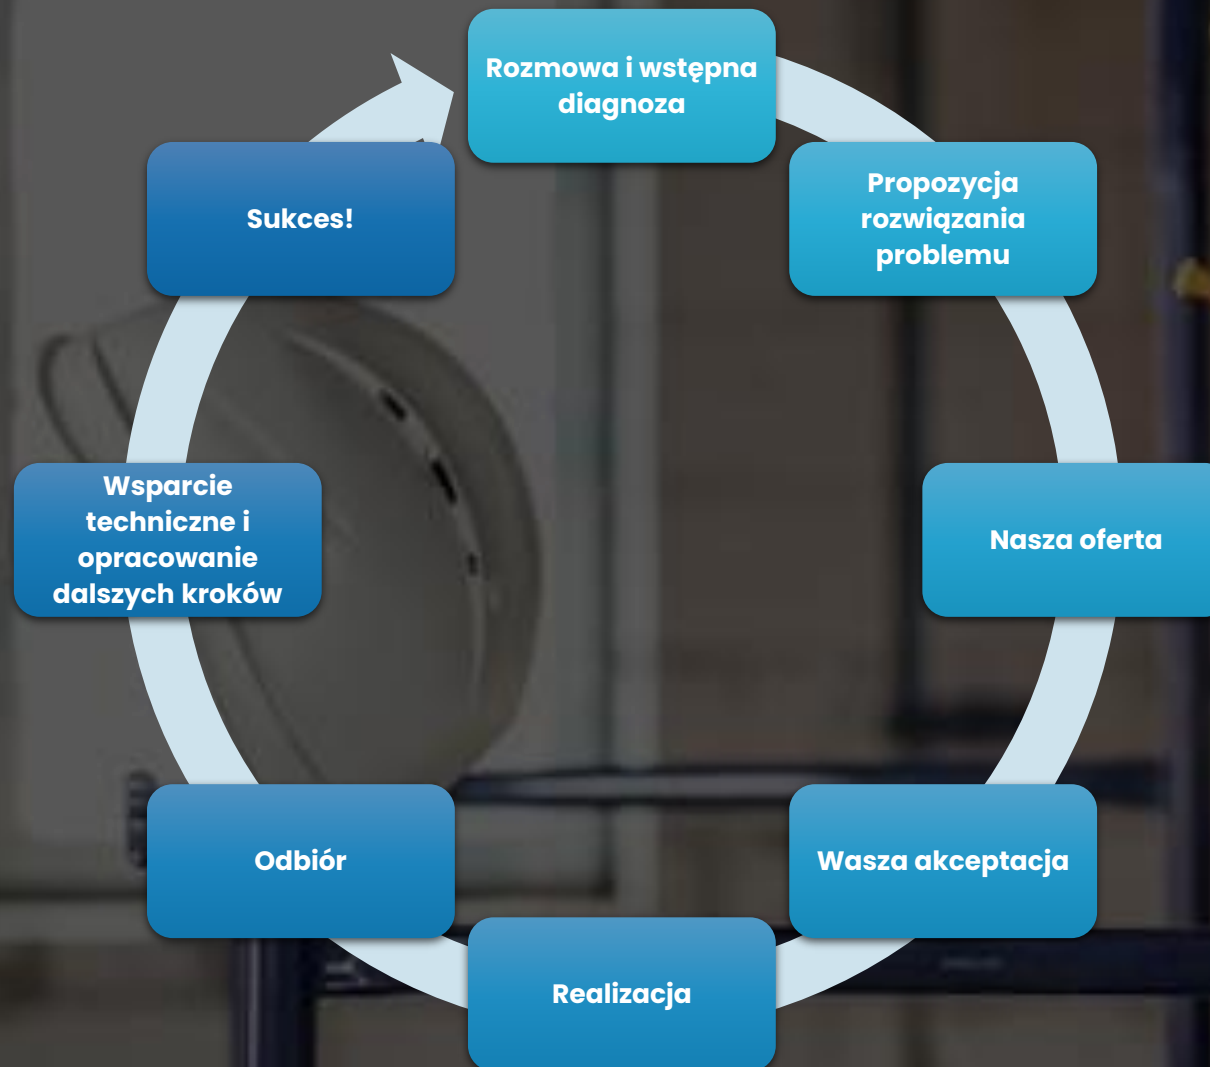 Rozmowa i wstępna
diagnoza
Propozycja
rozwiązania
problemu
Nasza oferta
Wasza akceptacja
Realizacja
Odbiór
Wsparcie
techniczne i
opracowanie
dalszych kroków
Sukces!